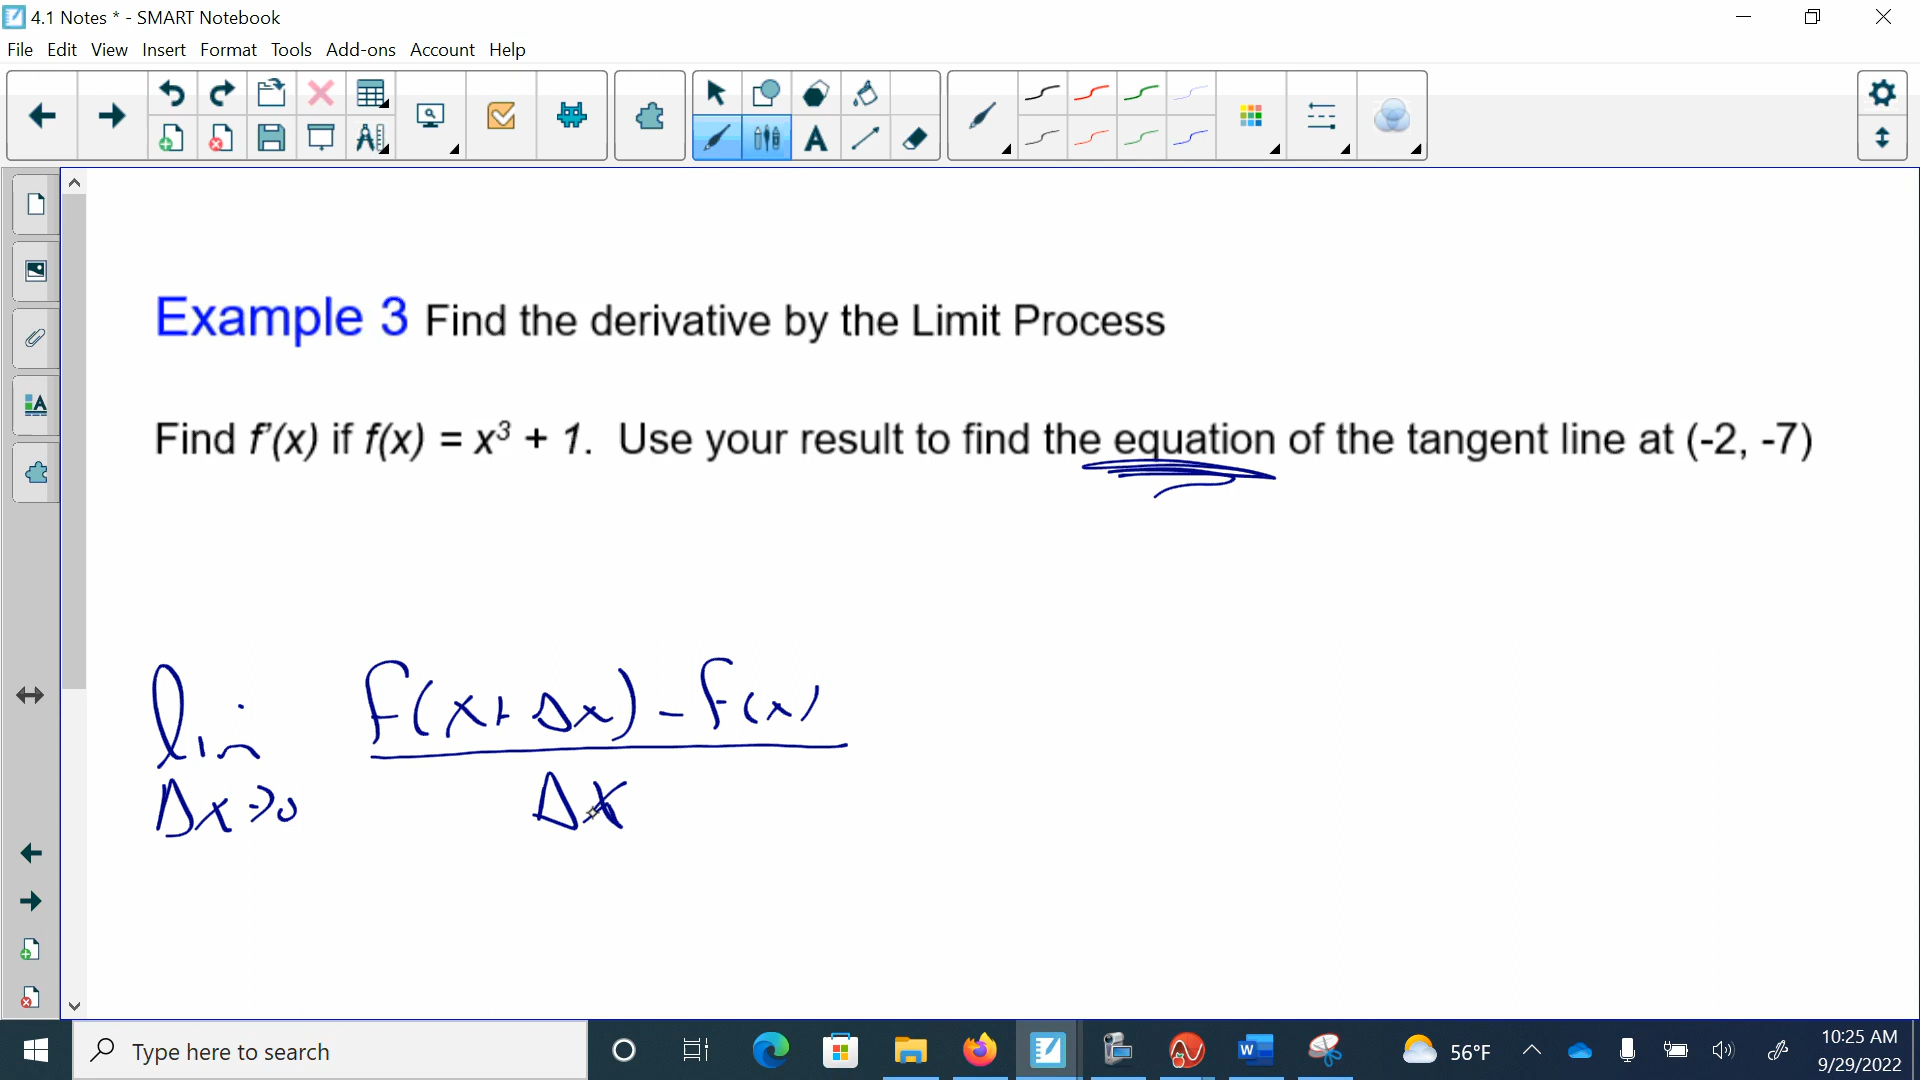 4.1 Notes * - SMART Notebook
File Edit View Insert Format Tools Add-ons Account Help
Example 3 Find the derivative by the Limit Process
Find f'(x) if f(x) = x³ + 1. Use your result to find the equation of the tangent line at (-2, -7)
lim f(x+Δx) - f(x)
Δx→0 Δx
Type here to search
56°F
10:25 AM
9/29/2022